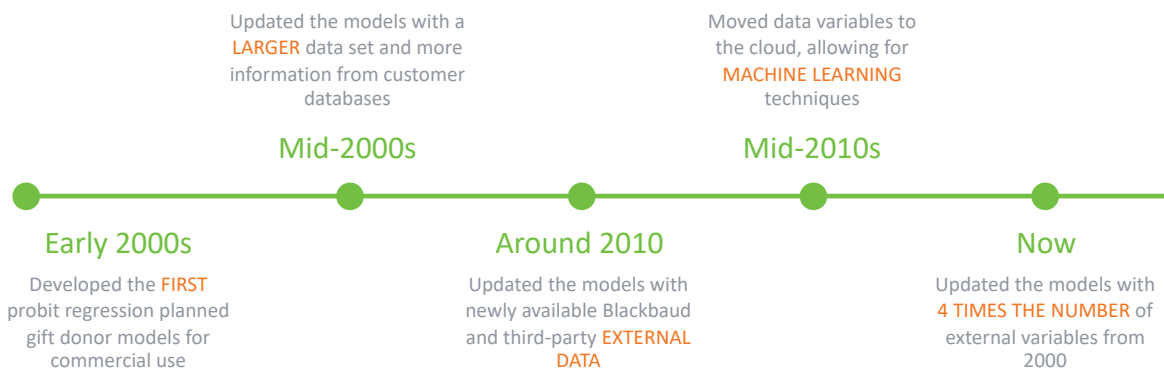 Updated the models with a
LARGER data set and more
information from customer
databases
Mid-2000s
Moved data variables to
the cloud, allowing for
MACHINE LEARNING
techniques
Mid-2010s
Early 2000s
Developed the FIRST
probit regression planned
gift donor models for
commercial use
Around 2010
Updated the models with
newly available Blackbaud
and third-party EXTERNAL
DATA
Now
Updated the models with
4 TIMES THE NUMBER of
external variables from
2000